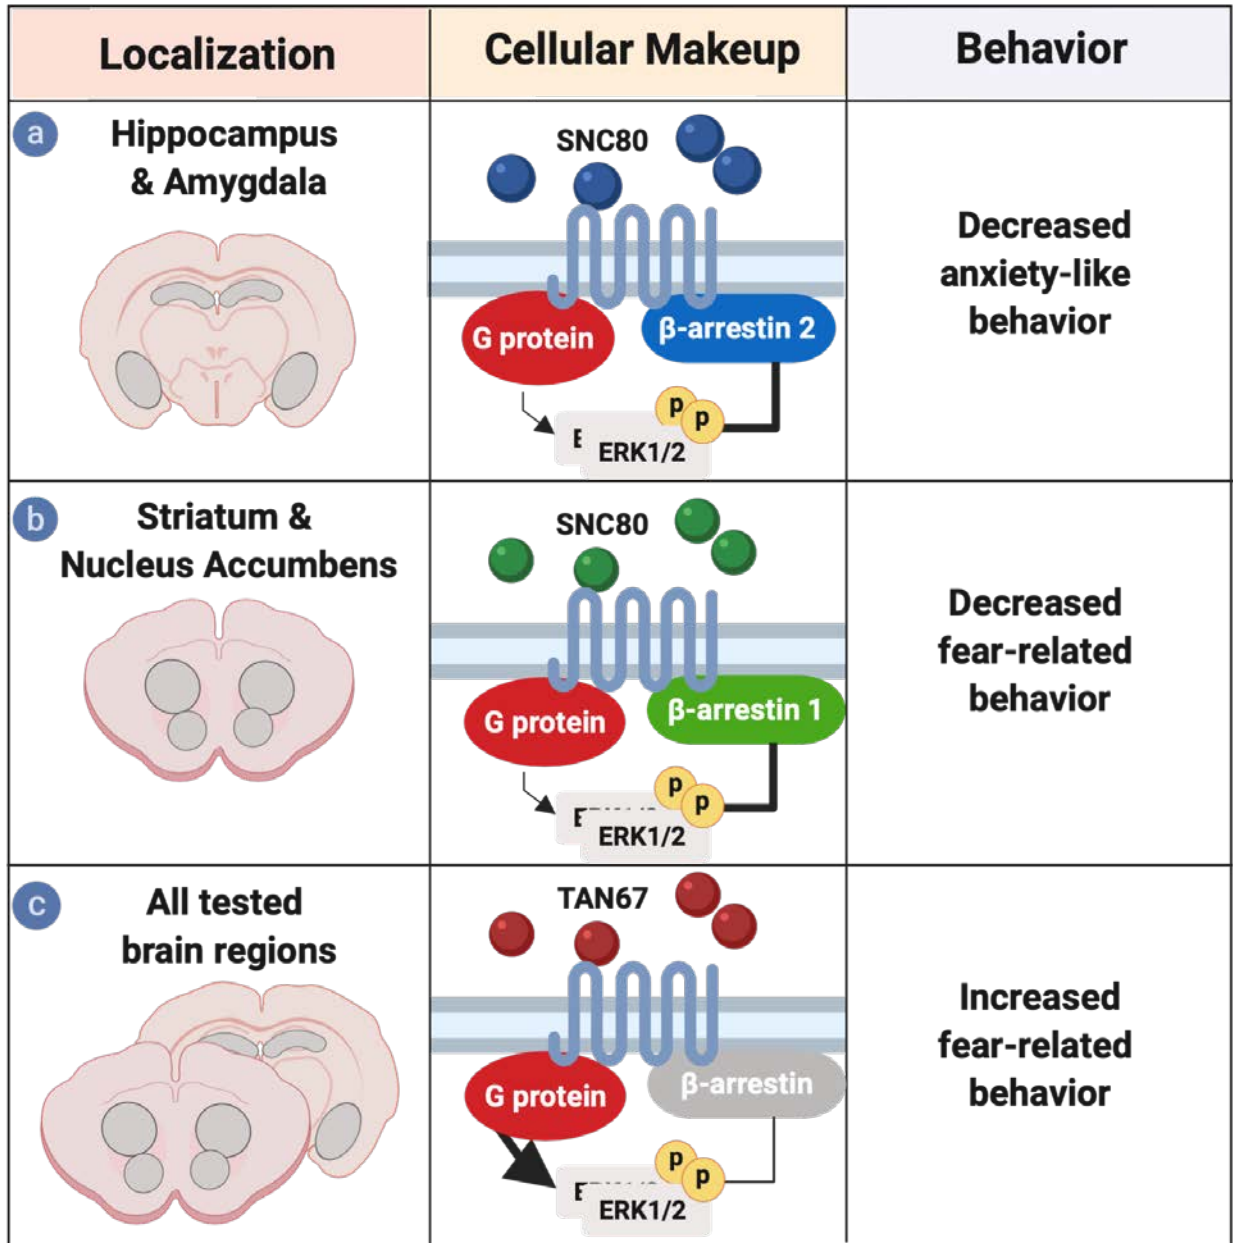 Localization
Cellular Makeup
Behavior
a
Hippocampus
& Amygdala
SNC80
G protein
β-arrestin 2
P
P
E
ERK1/2
Decreased
anxiety-like
behavior
b
Striatum &
Nucleus Accumbens
SNC80
G protein
β-arrestin 1
P
P
ERK1/2
Decreased
fear-related
behavior
c
All tested
brain regions
TAN67
G protein
β-arrestin
P
P
ERK1/2
Increased
fear-related
behavior